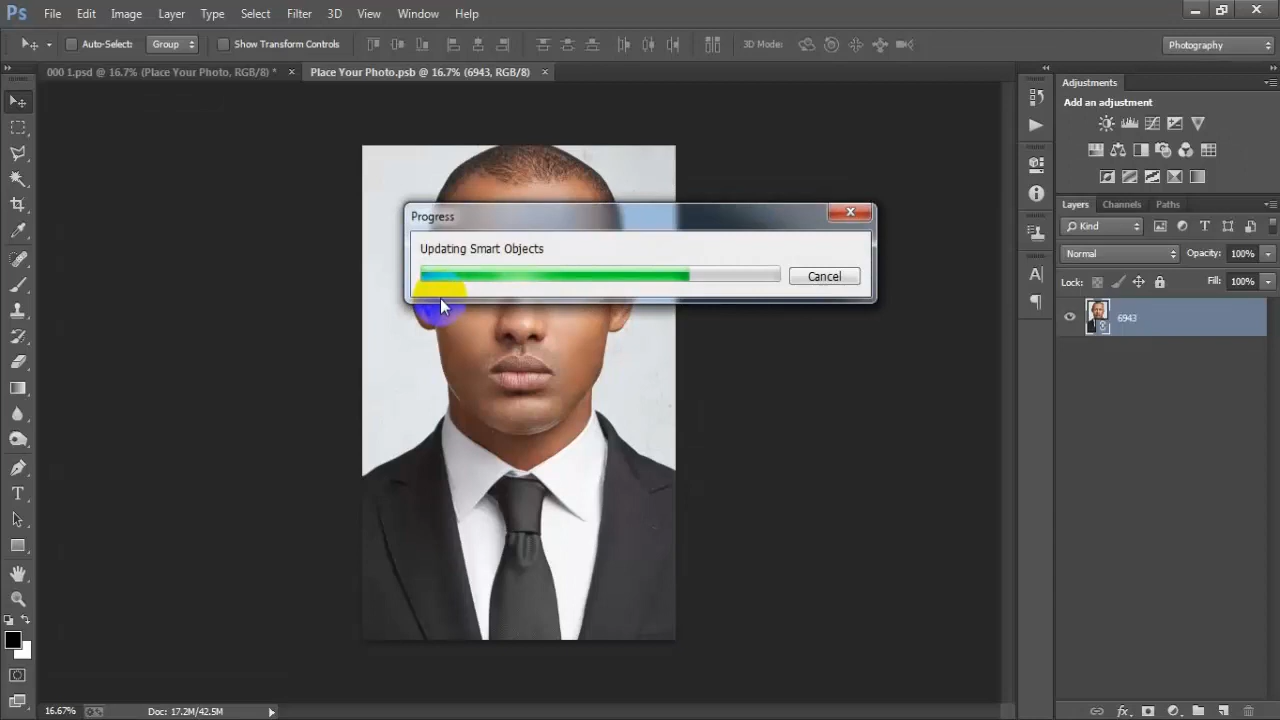 Ps File Edit Image Layer Type Select Filter 3D View Window Help
Auto-Select: Group Show Transform Controls 3D Mode: Photography
000 1.psd @ 16.7% (Place Your Photo, RGB/8) * × Place Your Photo.psb @ 16.7% (6943, RGB/8) ×
Adjustments
Add an adjustment
Layers Channels Paths
Kind
Normal Opacity: 100%
Lock: Fill: 100%
6943
Progress
Updating Smart Objects
Cancel
16.67% Doc: 17.2M/42.5M